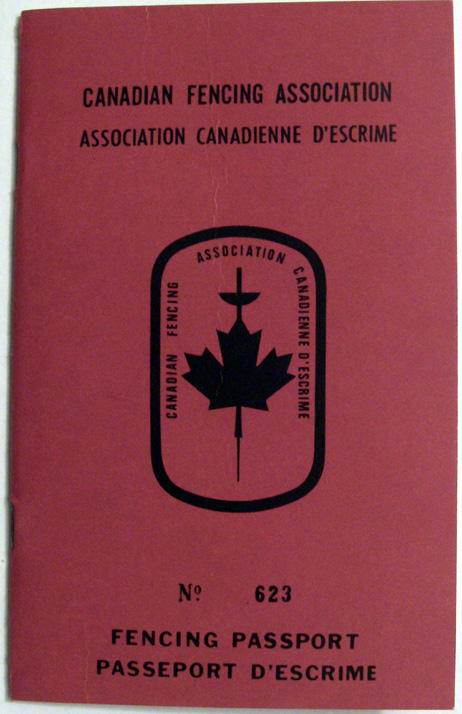 CANADIAN FENCING ASSOCIATION
ASSOCIATION CANADIENNE D'ESCRIME
CANADIAN FENCING ASSOCIATION CANADIENNE D'ESCRIME
Nº 623
FENCING PASSPORT
PASSEPORT D'ESCRIME